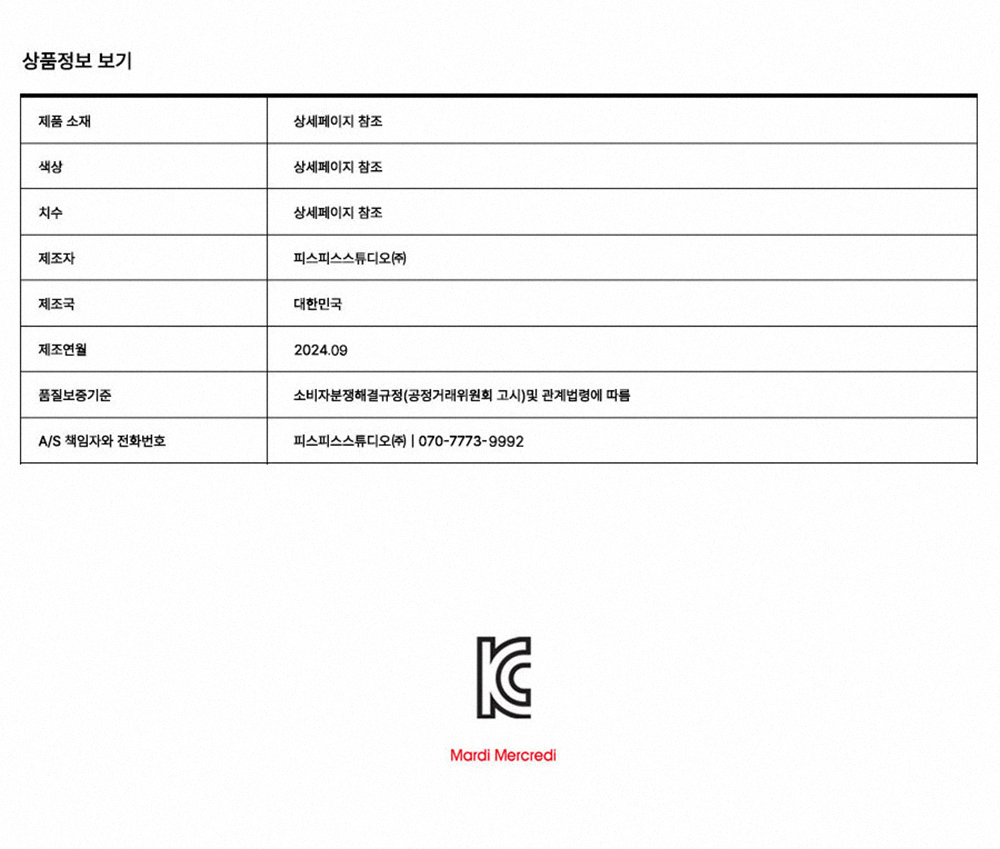 상품정보 보기
제품 소재 상세페이지 참조
색상 상세페이지 참조
치수 상세페이지 참조
제조자 피스피스스튜디오㈜
제조국 대한민국
제조연월 2024.09
품질보증기준 소비자분쟁해결규정(공정거래위원회 고시)및 관계법령에 따름
A/S 책임자와 전화번호 피스피스스튜디오㈜ | 070-7773-9992
KC
Mardi Mercredi